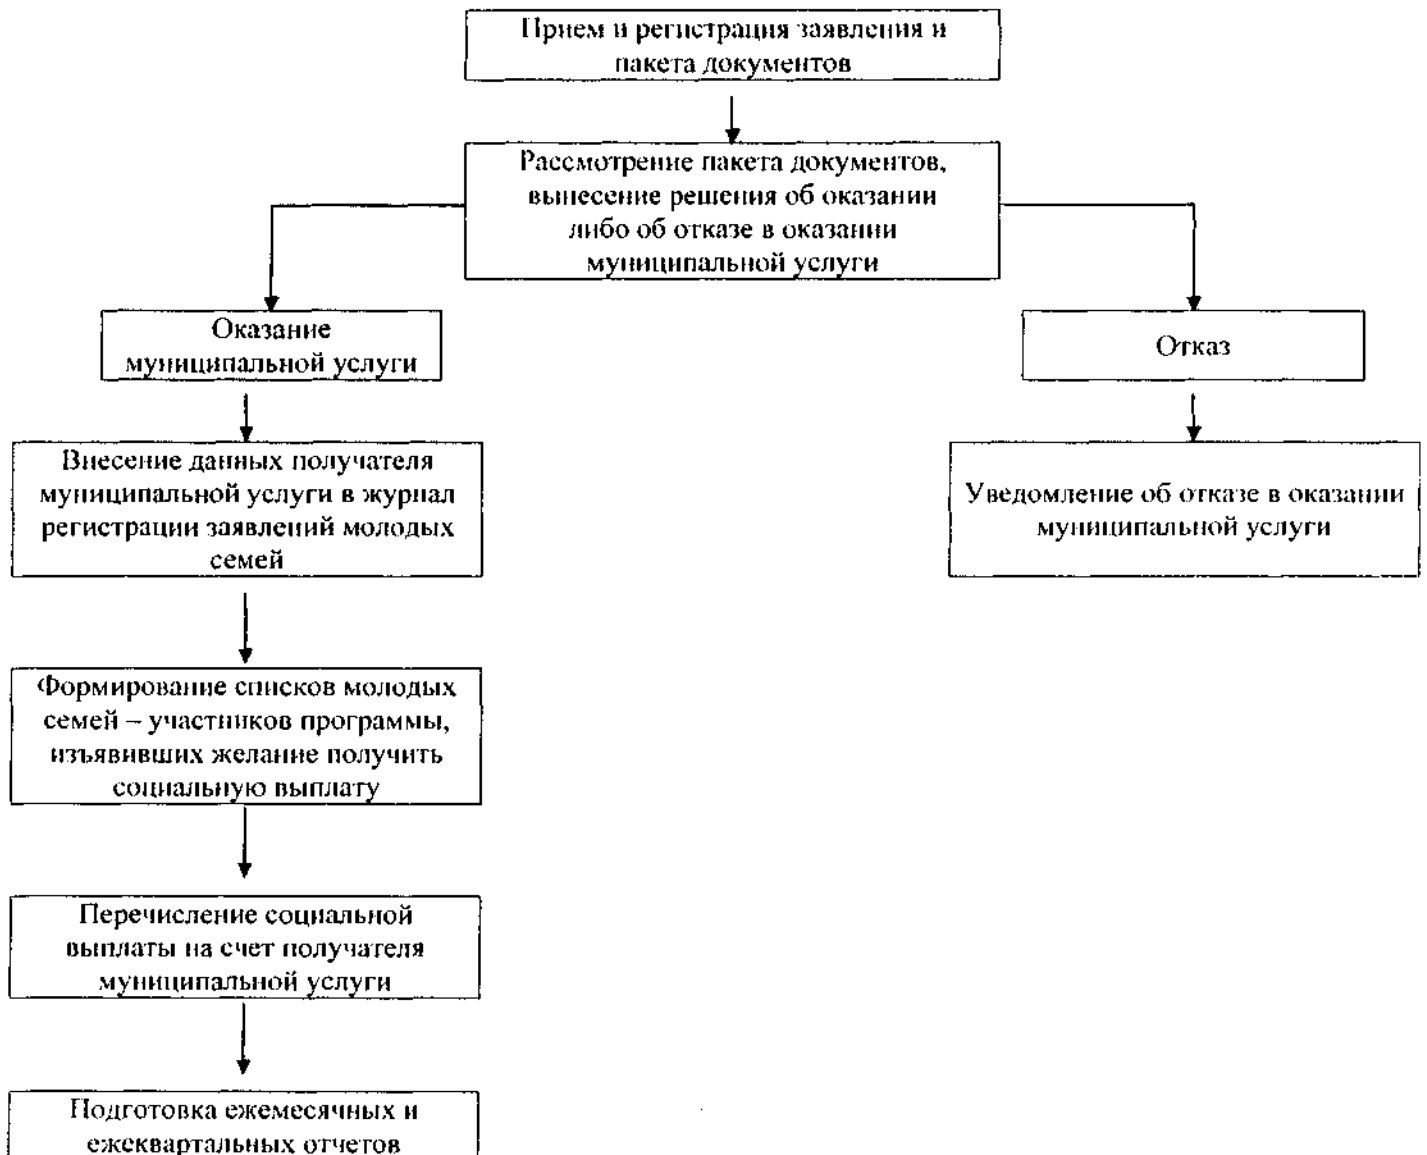 Прием и регистрация заявления и
пакета документов
Рассмотрение пакета документов,
вынесение решения об оказании
либо об отказе в оказании
муниципальной услуги
Оказание
муниципальной услуги
Отказ
Внесение данных получателя
муниципальной услуги в журнал
регистрации заявлений молодых
семей
Уведомление об отказе в оказании
муниципальной услуги
Формирование списков молодых
семей – участников программы,
изъявивших желание получить
социальную выплату
Перечисление социальной
выплаты на счет получателя
муниципальной услуги
Подготовка ежемесячных и
ежеквартальных отчетов